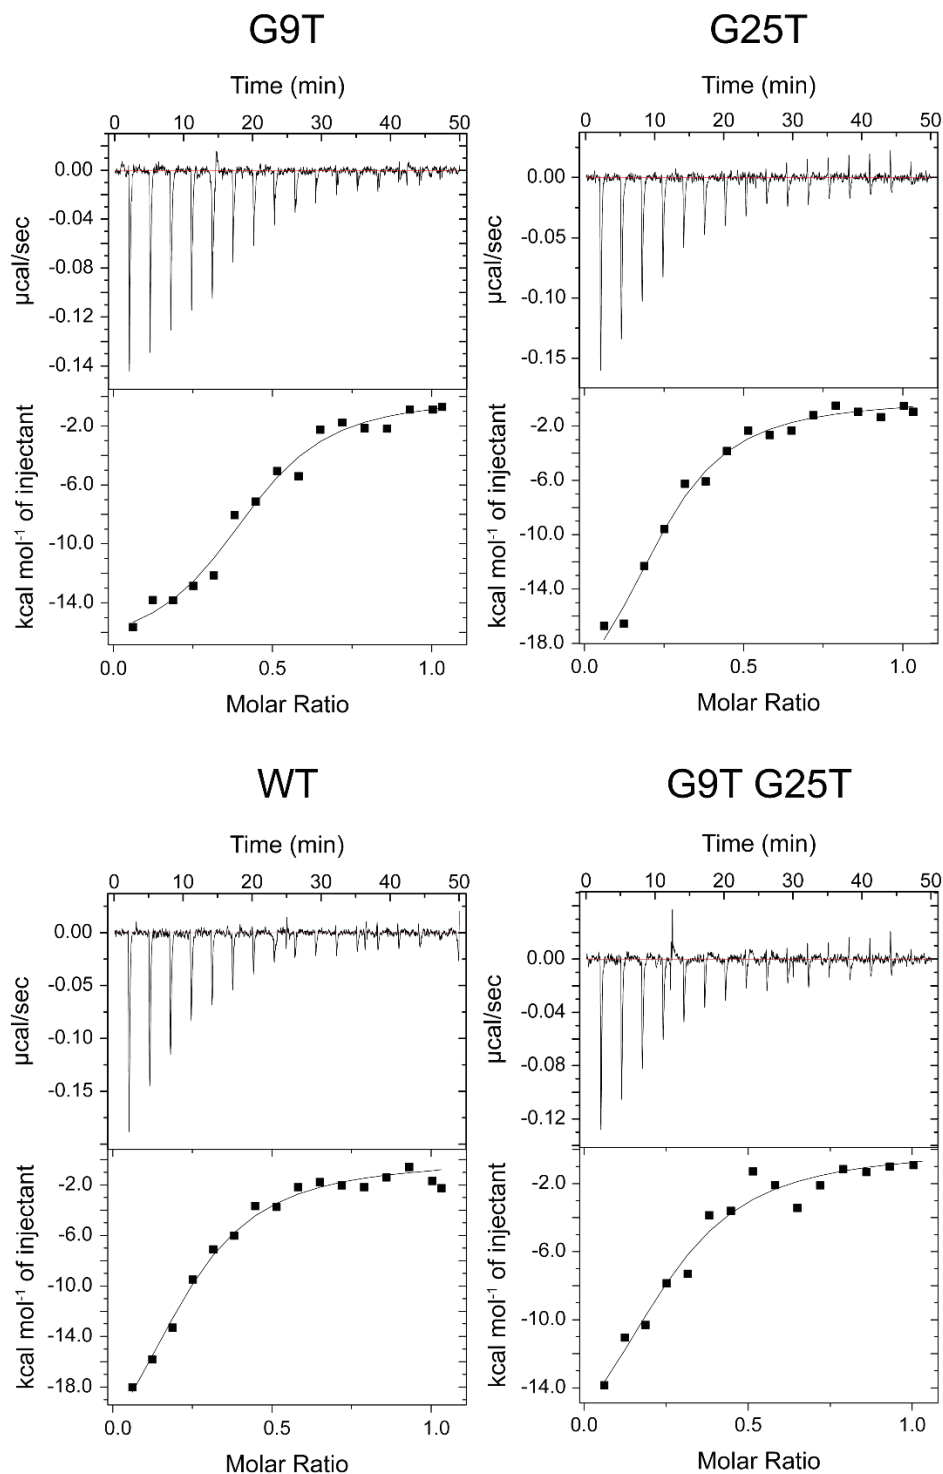 G9T
Time (min)
0 10 20 30 40 50
0.00
-0.04
-0.08
-0.12
-0.14
µcal/sec
-2.0
-6.0
-10.0
-14.0
kcal mol⁻¹ of injectant
0.0 0.5 1.0
Molar Ratio
G25T
Time (min)
0 10 20 30 40 50
0.00
-0.05
-0.10
-0.15
µcal/sec
-2.0
-6.0
-10.0
-14.0
-18.0
kcal mol⁻¹ of injectant
0.0 0.5 1.0
Molar Ratio
WT
Time (min)
0 10 20 30 40 50
0.00
-0.05
-0.10
-0.15
µcal/sec
-2.0
-6.0
-10.0
-14.0
-18.0
kcal mol⁻¹ of injectant
0.0 0.5 1.0
Molar Ratio
G9T G25T
Time (min)
0 10 20 30 40 50
0.00
-0.04
-0.08
-0.12
µcal/sec
-2.0
-6.0
-10.0
-14.0
kcal mol⁻¹ of injectant
0.0 0.5 1.0
Molar Ratio